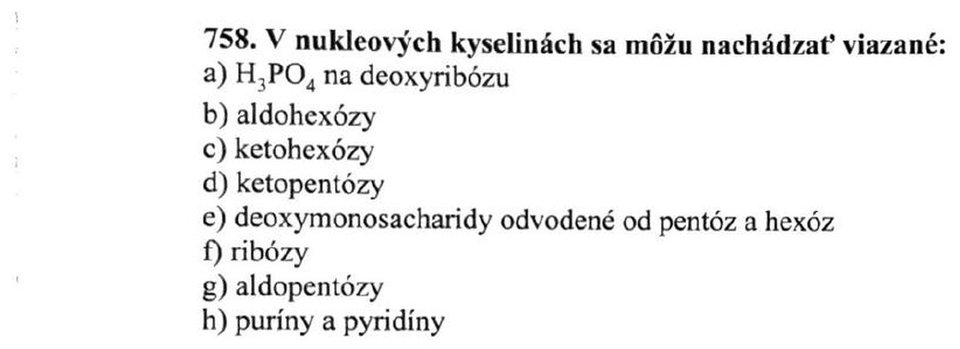 758. V nukleových kyselinách sa môžu nachádzať viazané:
a) H₃PO₄ na deoxyribózu
b) aldohexózy
c) ketohexózy
d) ketopentózy
e) deoxymonosacharidy odvodené od pentóz a hexóz
f) ribózy
g) aldopentózy
h) puríny a pyridíny